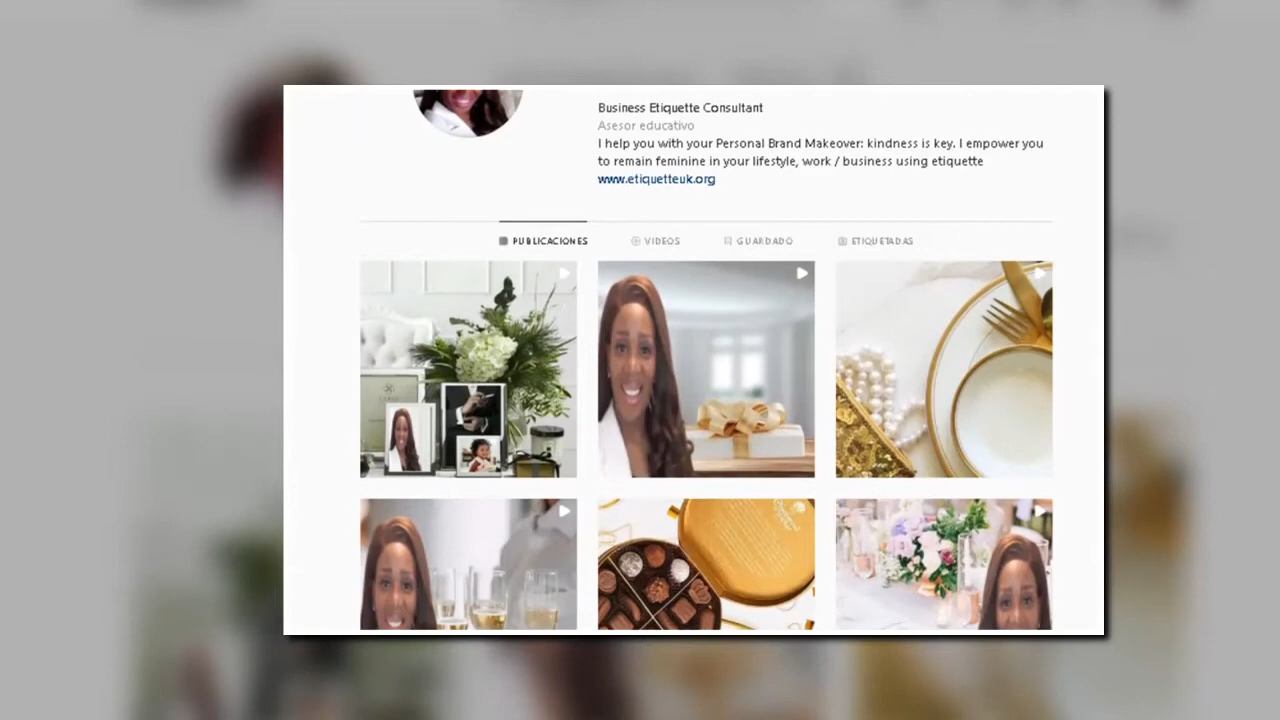 Business Etiquette Consultant
Asesor educativo
I help you with your Personal Brand Makeover: kindness is key. I empower you
to remain feminine in your lifestyle, work / business using etiquette
www.etiquetteuk.org
PUBLICACIONES VIDEOS GUARDADO ETIQUETADAS